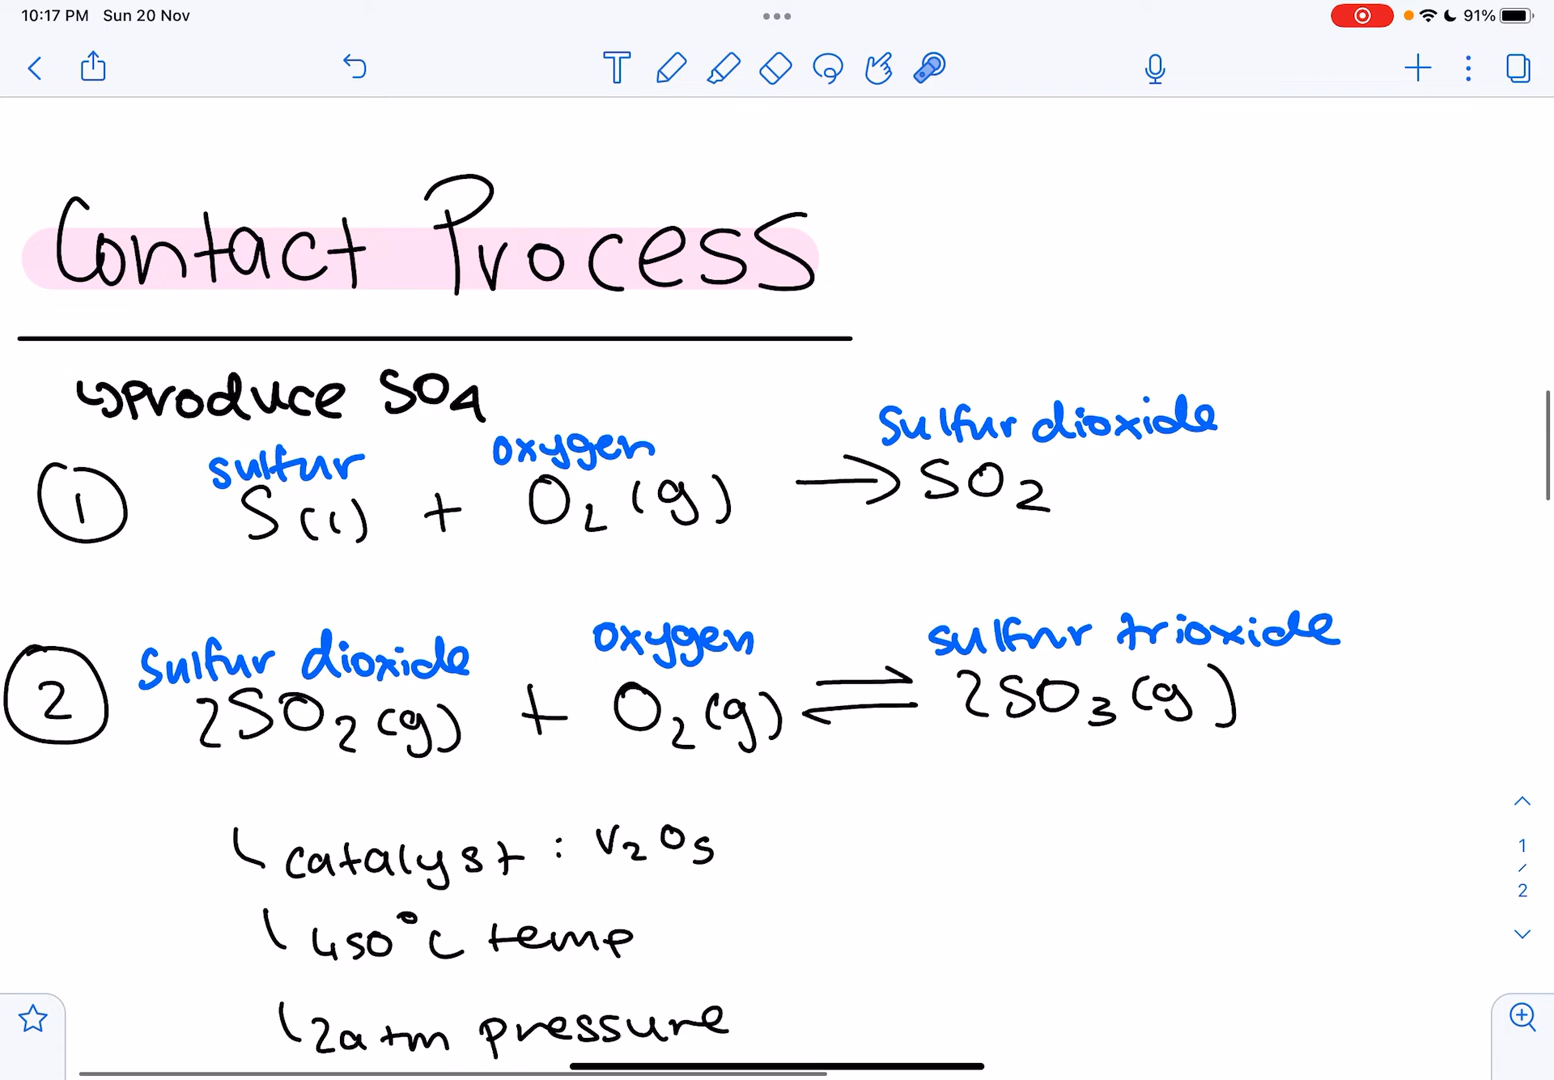 10:17 PM Sun 20 Nov
91%
Contact Process
↳produce SO4
sulfur oxygen sulfur dioxide
① S(l) + O₂(g) → SO₂
sulfur dioxide oxygen sulfur trioxide
② 2SO₂(g) + O₂(g) ⇌ 2SO₃(g)
└ catalyst : V₂O₅
└ 450°C temp
└ 2atm pressure
1
/
2